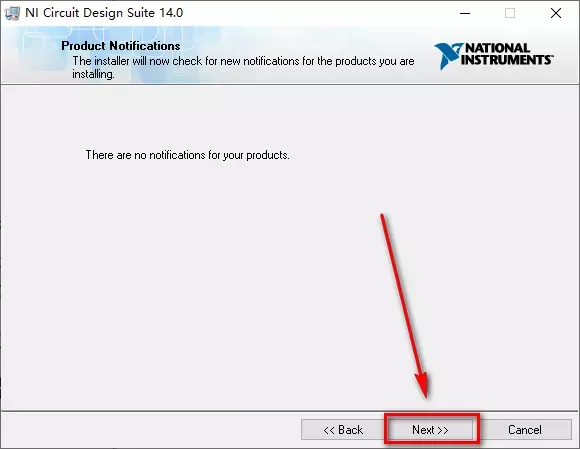 NI Circuit Design Suite 14.0
Product Notifications
The installer will now check for new notifications for the products you are
installing.
NATIONAL
INSTRUMENTS™
There are no notifications for your products.
<< Back
Next >>
Cancel